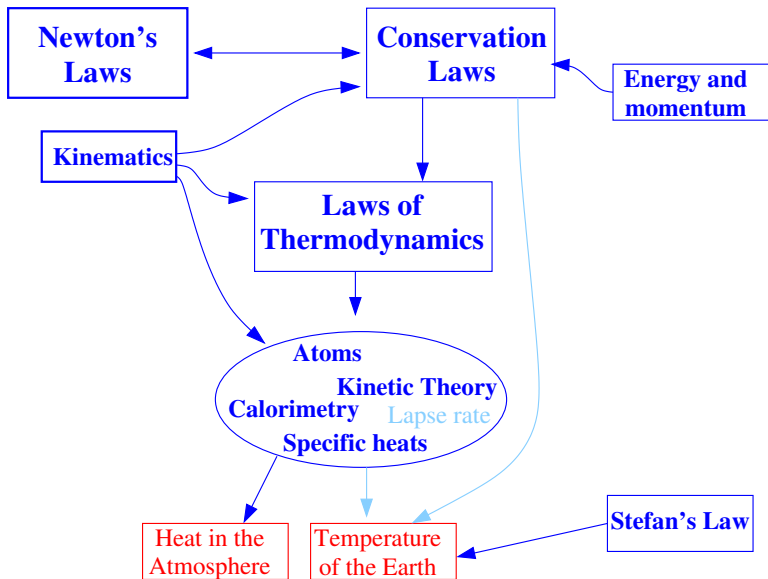 Newton's
Laws
Conservation
Laws
Energy and
momentum
Kinematics
Laws of
Thermodynamics
Atoms
Kinetic Theory
Calorimetry
Lapse rate
Specific heats
Heat in the
Atmosphere
Temperature
of the Earth
Stefan's Law